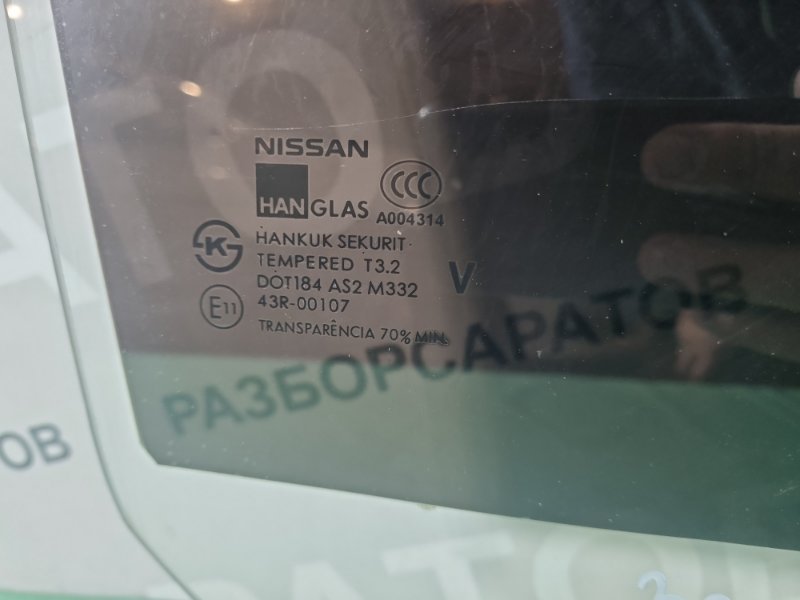 NISSAN
HANGLAS
CCC
A004314
K
HANKUK SEKURIT
TEMPERED T3.2
DOT184 AS2 M332
V
E11
43R-00107
TRANSPARÊNCIA 70% MIN.
РАЗБОРСАРАТОВ
ОВ